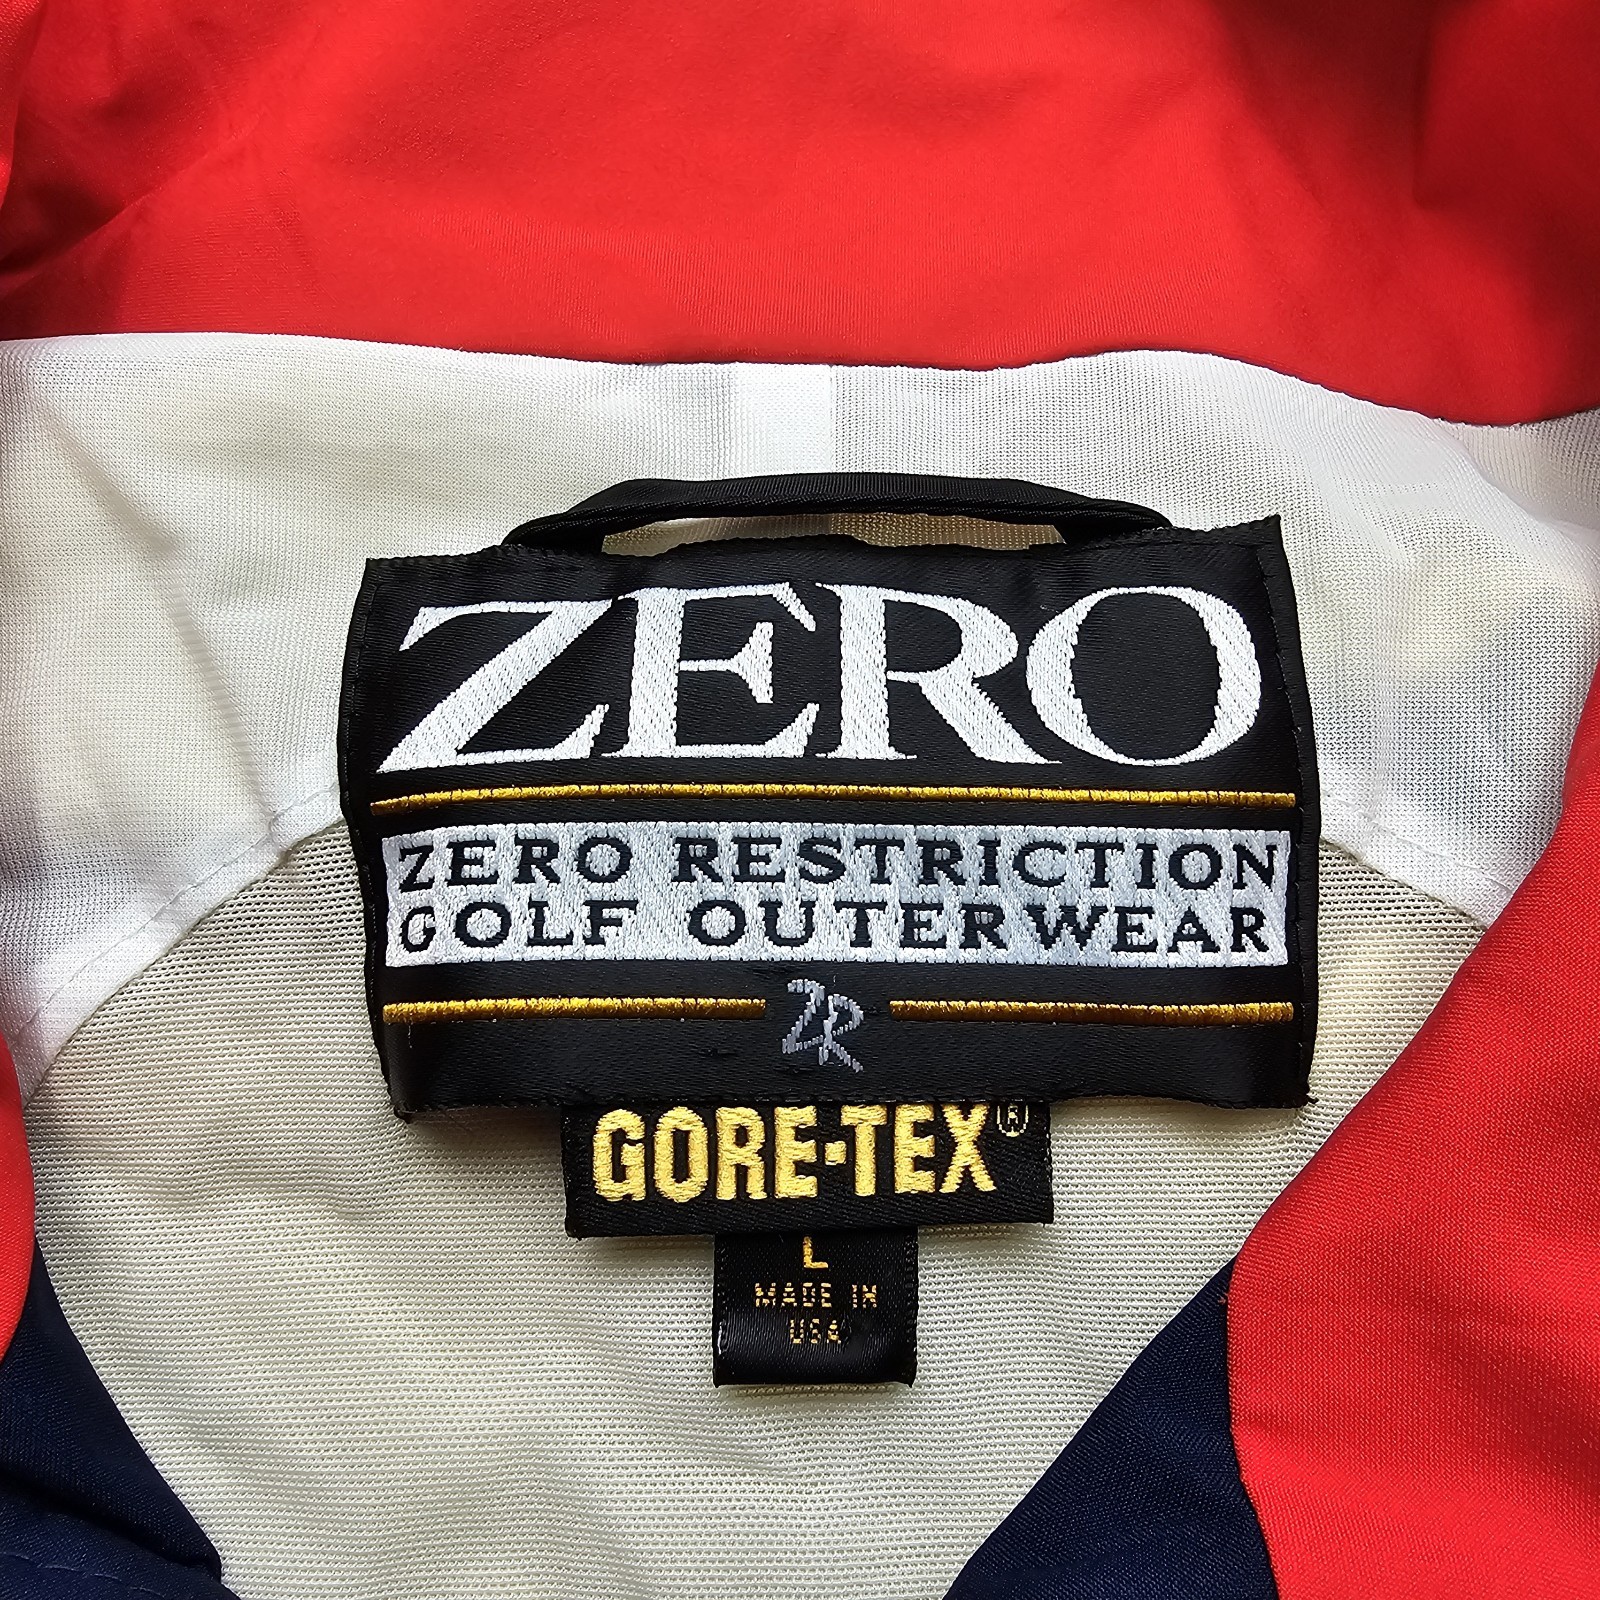 ZERO
ZERO RESTRICTION
GOLF OUTERWEAR
ZR
GORE-TEX®
L
MADE IN
USA